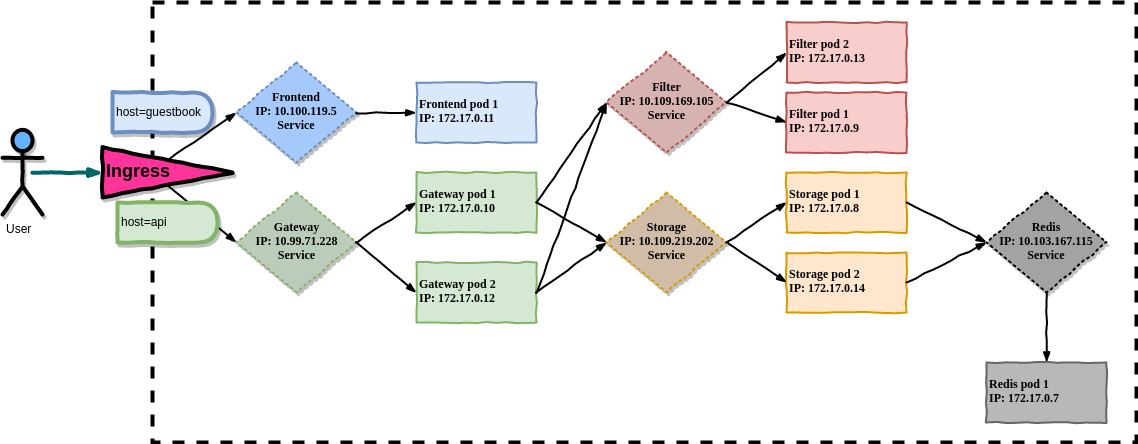 User
host=guestbook
Ingress
host=api
Frontend
IP: 10.100.119.5
Service
Frontend pod 1
IP: 172.17.0.11
Gateway
IP: 10.99.71.228
Service
Gateway pod 1
IP: 172.17.0.10
Gateway pod 2
IP: 172.17.0.12
Filter
IP: 10.109.169.105
Service
Filter pod 2
IP: 172.17.0.13
Filter pod 1
IP: 172.17.0.9
Storage
IP: 10.109.219.202
Service
Storage pod 1
IP: 172.17.0.8
Storage pod 2
IP: 172.17.0.14
Redis
IP: 10.103.167.115
Service
Redis pod 1
IP: 172.17.0.7